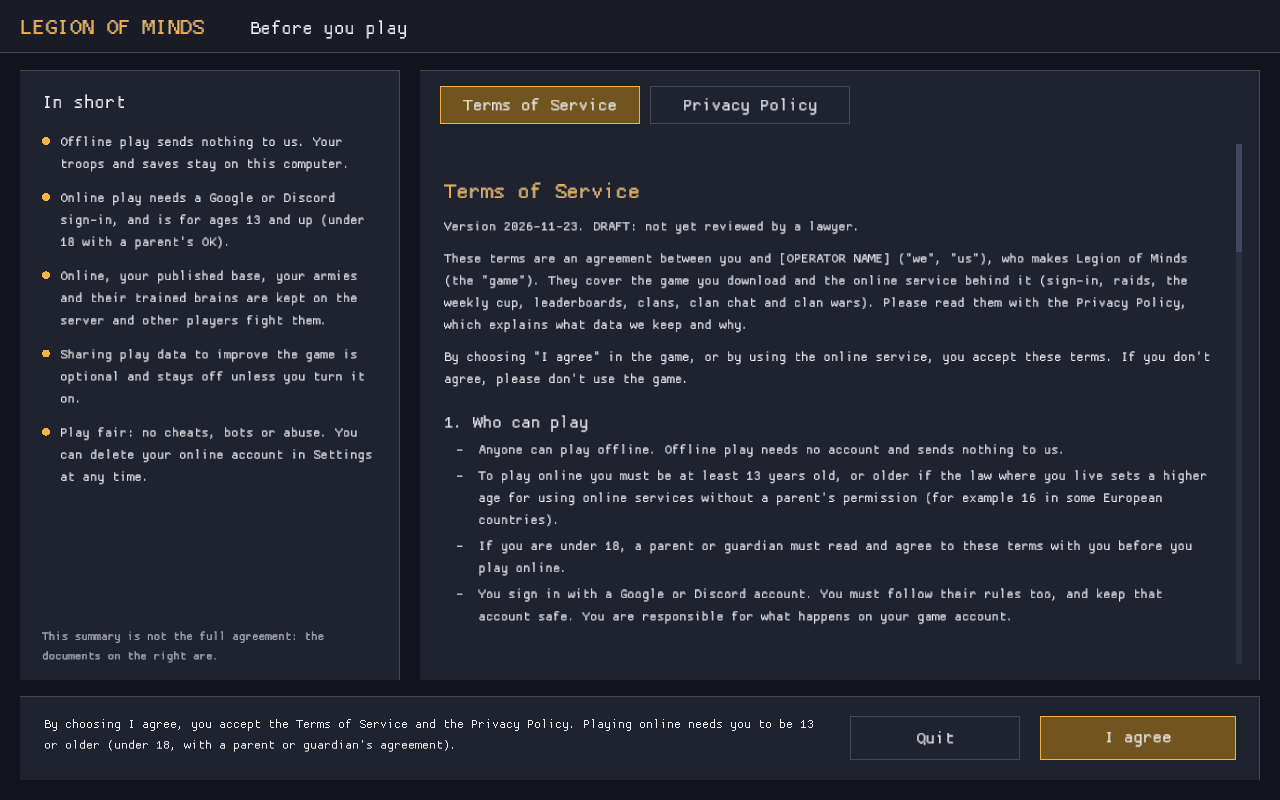 LEGION OF MINDS
Before you play
In short
Offline play sends nothing to us. Your
troops and saves stay on this computer.
Online play needs a Google or Discord
sign-in, and is for ages 13 and up (under
18 with a parent's OK).
Online, your published base, your armies
and their trained brains are kept on the
server and other players fight them.
Sharing play data to improve the game is
optional and stays off unless you turn it
on.
Play fair: no cheats, bots or abuse. You
can delete your online account in Settings
at any time.
This summary is not the full agreement: the
documents on the right are.
Terms of Service
Privacy Policy
Terms of Service
Version 2026-11-23. DRAFT: not yet reviewed by a lawyer.
These terms are an agreement between you and [OPERATOR NAME] ("we", "us"), who makes Legion of Minds
(the "game"). They cover the game you download and the online service behind it (sign-in, raids, the
weekly cup, leaderboards, clans, clan chat and clan wars). Please read them with the Privacy Policy,
which explains what data we keep and why.
By choosing "I agree" in the game, or by using the online service, you accept these terms. If you don't
agree, please don't use the game.
1. Who can play
- Anyone can play offline. Offline play needs no account and sends nothing to us.
- To play online you must be at least 13 years old, or older if the law where you live sets a higher
age for using online services without a parent's permission (for example 16 in some European
countries).
- If you are under 18, a parent or guardian must read and agree to these terms with you before you
play online.
- You sign in with a Google or Discord account. You must follow their rules too, and keep that
account safe. You are responsible for what happens on your game account.
By choosing I agree, you accept the Terms of Service and the Privacy Policy. Playing online needs you to be 13
or older (under 18, with a parent or guardian's agreement).
Quit
I agree